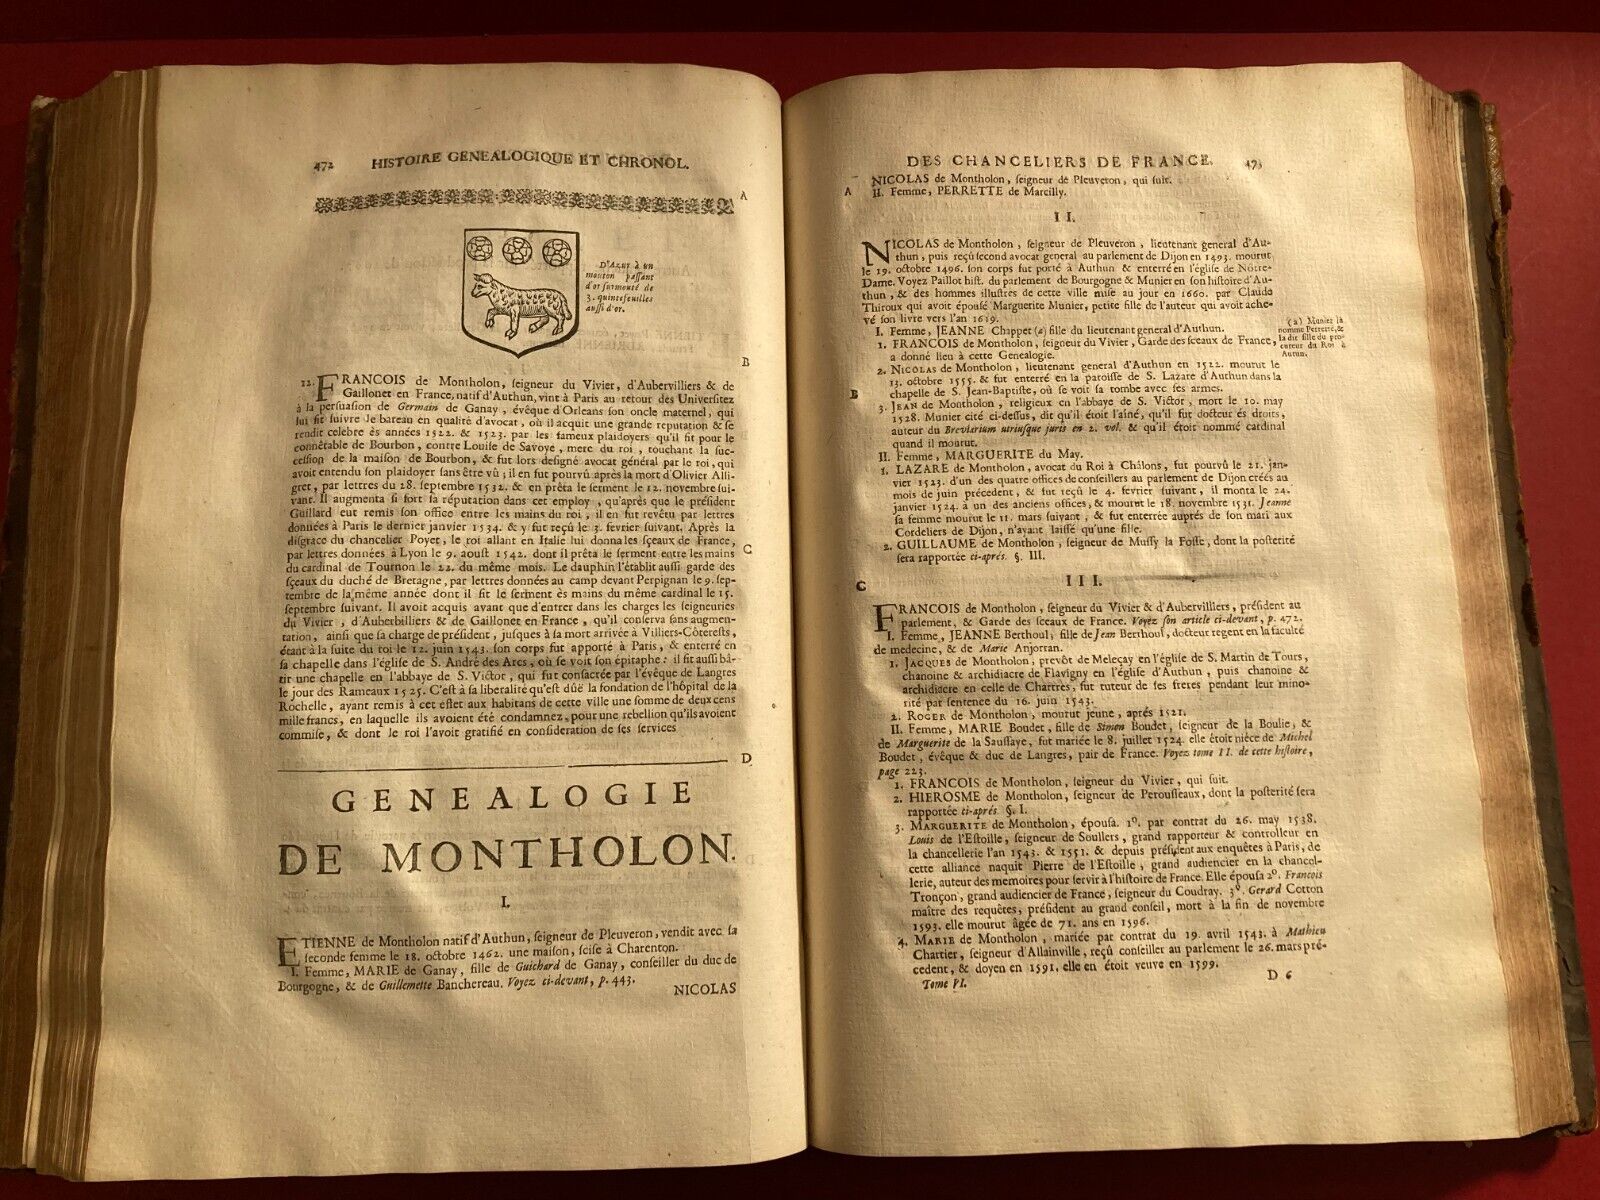 472 HISTOIRE GENEALOGIQUE ET CHRONOL.
A
D'Azur à un
mouton passant
d'or surmonté de
3. quintefeuilles
aussi d'or.
B
12. FRANCOIS de Montholon, seigneur du Vivier, d'Aubervilliers & de
Gaillonet en France, natif d'Authun, vint à Paris au retour des Universitez
à la persuasion de Germain de Ganay, évêque d'Orleans son oncle maternel, qui
lui fit suivre le bareau en qualité d'avocat, où il acquit une grande reputation & se
rendit celebre ès années 1522. & 1523. par les fameux plaidoyers qu'il fit pour le
connêtable de Bourbon, contre Louise de Savoye, mere du roi, touchant la suc-
cession de la maison de Bourbon, & fut lors designé avocat général par le roi, qui
avoit entendu son plaidoyer sans être vû; il en fut pourvû après la mort d'Olivier Alli-
gret, par lettres du 28. septembre 1532. & en prêta le serment le 12. novembre sui-
vant. Il augmenta si fort sa réputation dans cet employ, qu'après que le président
Guillard eut remis son office entre les mains du roi, il en fut revêtu par lettres
données à Paris le dernier janvier 1534. & y fut reçu le 3. fevrier suivant. Après la
disgrace du chancelier Poyet, le roi allant en Italie lui donna les sçeaux de France,
par lettres données à Lyon le 9. aoust 1542. dont il prêta le serment entre les mains
C
du cardinal de Tournon le 22. du même mois. Le dauphin l'établit aussi garde des
sçeaux du duché de Bretagne, par lettres données au camp devant Perpignan le 9. sep-
tembre de la même année dont il fit le serment ès mains du même cardinal le 15.
septembre suivant. Il avoit acquis avant que d'entrer dans les charges les seigneuries
du Vivier, d'Auberbilliers & de Gaillonet en France, qu'il conserva sans augmen-
tation, ainsi que sa charge de président, jusques à sa mort arrivée à Villiers-Côterests,
étant à la suite du roi le 12. juin 1543. son corps fut apporté à Paris, & enterré en
sa chapelle dans l'église de S. André des Arcs, où se voit son épitaphe: il fit aussi bâ-
tir une chapelle en l'abbaye de S. Victor, qui fut consacrée par l'évêque de Langres
le jour des Rameaux 1525. C'est à sa liberalité qu'est dûë la fondation de l'hôpital de la
Rochelle, ayant remis à cet effet aux habitans de cette ville une somme de deux cens
mille francs, en laquelle ils avoient été condamnez, pour une rebellion qu'ils avoient
commise, & dont le roi l'avoit gratifié en consideration de ses services
D
GENEALOGIE
DE MONTHOLON.
I.
ETIENNE de Montholon natif d'Authun, seigneur de Pleuveron, vendit avec sa
seconde femme le 18. octobre 1462. une maison, seise à Charenton.
I. Femme, MARIE de Ganay, fille de Guichard de Ganay, conseiller du duc de
Bourgogne, & de Guillemette Banchereau. Voyez ci-devant, p. 443.
NICOLAS
DES CHANCELIERS DE FRANCE. 473
NICOLAS de Montholon, seigneur de Pleuveron, qui suit.
A II. Femme, PERRETTE de Marcilly.
II.
NICOLAS de Montholon, seigneur de Pleuveron, lieutenant general d'Au-
thun, puis reçû second avocat general au parlement de Dijon en 1493. mourut
le 19. octobre 1496. son corps fut porté à Authun & enterré en l'église de Nôtre-
Dame. Voyez Paillot hist. du parlement de Bourgogne & Munier en son histoire d'Au-
thun, & des hommes illustres de cette ville mise au jour en 1660. par Claude
Thiroux qui avoit épousé Marguerite Munier, petite fille de l'auteur qui avoit ache-
vé son livre vers l'an 1619.
I. Femme, JEANNE Chappet (a) fille du lieutenant general d'Authun.
(a) Munier la
nomme Perrette, &
la dit fille du pro-
cureur du Roi à
Autun.
1. FRANCOIS de Montholon, seigneur du Vivier, Garde des sceaux de France,
a donné lieu à cette Genealogie.
2. NICOLAS de Montholon, lieutenant general d'Authun en 1522. mourut le
13. octobre 1555. & fut enterré en la paroisse de S. Lazare d'Authun dans la
B chapelle de S. Jean-Baptiste, où se voit sa tombe avec ses armes.
3. JEAN de Montholon, religieux en l'abbaye de S. Victor, mort le 10. may
1528. Munier cité ci-dessus, dit qu'il étoit l'aîné, qu'il fut docteur ès droits,
auteur du Breviarium utriusque juris en 2. vol. & qu'il étoit nommé cardinal
quand il mourut.
II. Femme, MARGUERITE du May.
1. LAZARE de Montholon, avocat du Roi à Châlons, fut pourvû le 21. jan-
vier 1523. d'un des quatre offices de conseillers au parlement de Dijon créés au
mois de juin précedent, & fut reçû le 4. fevrier suivant, il monta le 24.
janvier 1524. à un des anciens offices, & mourut le 18. novembre 1531. Jeanne
sa femme mourut le 11. mars suivant, & fut enterrée auprés de son mari aux
Cordeliers de Dijon, n'ayant laissé qu'une fille.
2. GUILLAUME de Montholon, seigneur de Mussy la Fosse, dont la posterité
sera rapportée ci-aprés. §. III.
III.
C
FRANCOIS de Montholon, seigneur du Vivier & d'Aubervilliers, président au
parlement, & Garde des sceaux de France. Voyez son article ci-devant, p. 472.
I. Femme, JEANNE Berthoul; fille de Jean Berthoul, docteur regent en la faculté
de medecine, & de Marie Anjorran.
1. JACQUES de Montholon, prevôt de Meleçay en l'église de S. Martin de Tours,
chanoine & archidiacre de Flavigny en l'église d'Authun, puis chanoine &
archidiacre en celle de Chartres, fut tuteur de ses freres pendant leur mino-
rité par sentence du 16. juin 1543.
2. ROGER de Montholon, mourut jeune, aprés 1521.
II. Femme, MARIE Boudet, fille de Simon Boudet, seigneur de la Boulie, &
de Marguerite de la Saussaye, fut mariée le 8. juillet 1524. elle étoit niéce de Michel
Boudet, évêque & duc de Langres, pair de France. Voyez tome II. de cette histoire,
page 223.
1. FRANCOIS de Montholon, seigneur du Vivier, qui suit.
2. HIEROSME de Montholon, seigneur de Perousseaux, dont la posterité sera
rapportée ci-aprés §. I.
3. MARGUERITE de Montholon, épousa. 1º. par contrat du 26. may 1538.
Louis de l'Estoille, seigneur de Soullers, grand rapporteur & controlleur en
la chancellerie l'an 1543. & 1551. & depuis président aux enquêtes à Paris, de
cette alliance naquit Pierre de l'Estoille, grand audiencier en la chancel-
lerie, auteur des memoires pour servir à l'histoire de France. Elle épousa 2º. Francois
Tronçon, grand audiencier de France, seigneur du Coudray. 3º. Gerard Cotton
maître des requêtes, président au grand conseil, mort à la fin de novembre
1593. elle mourut âgée de 71. ans en 1596.
4. MARIE de Montholon, mariée par contrat du 19. avril 1543. à Mathieu
Chartier, seigneur d'Allainville, reçû conseiller au parlement le 26. mars pré-
cedent, & doyen en 1591. elle en étoit veuve en 1599.
Tome VI. D 6